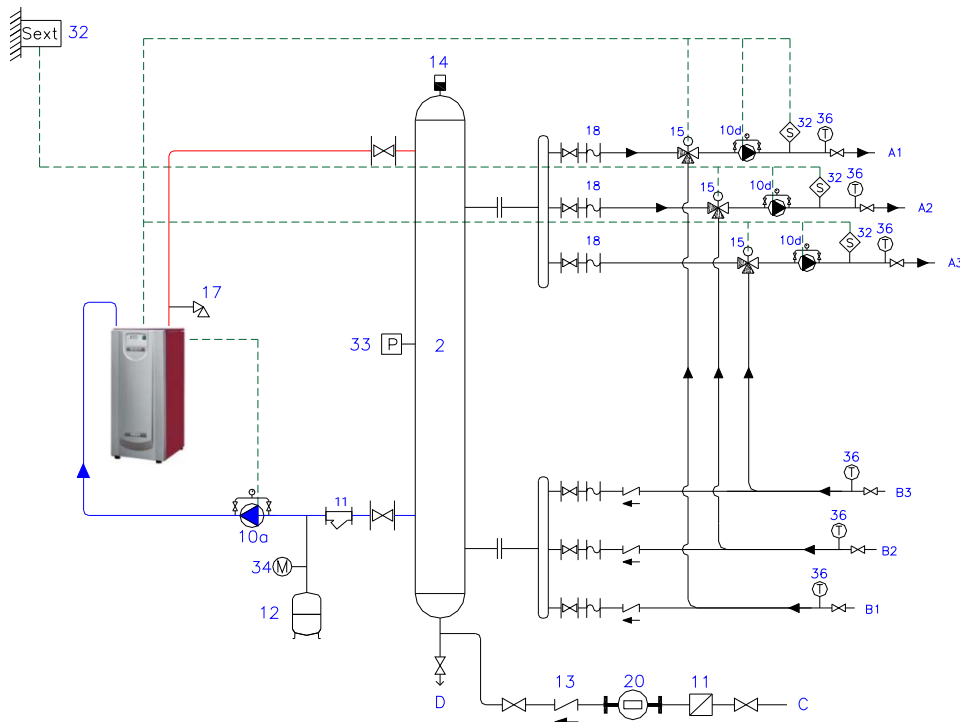 Sext 32
14
18 15 10d S 32 36 T A1
18 15 10d S 32 36 T A2
18 15 10d S 32 36 T A3
17
33 P 2
36 T B3
11
10a
36 T B2
34 M
36 T B1
12
13 20 11
D C